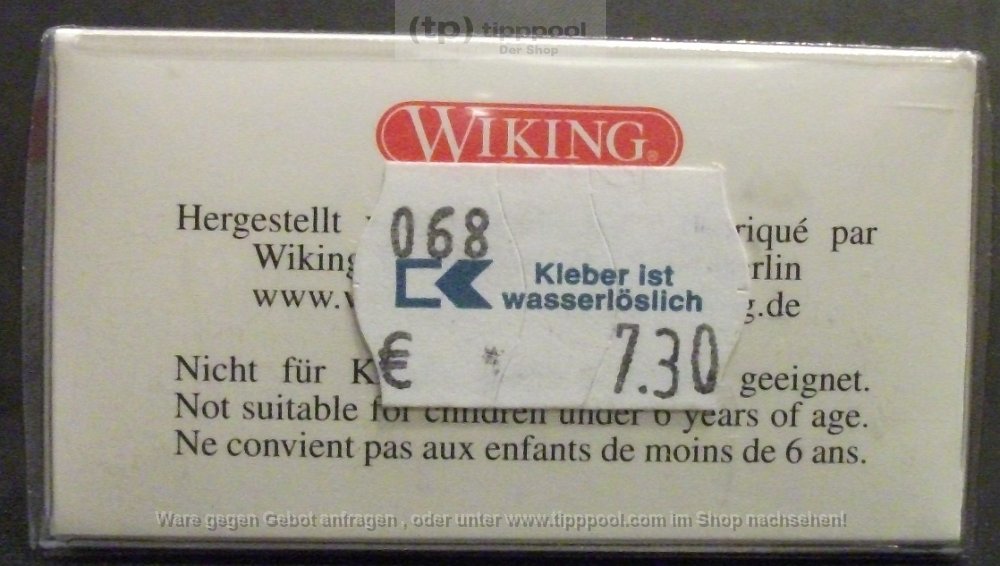 (tp) tipppool
Der Shop
WIKING
Hergestellt riqué par
068
Wiking rlin
Kleber ist
www. g.de
wasserlöslich
€ 7.30
Nicht für K geeignet.
Not suitable for children under 6 years of age.
Ne convient pas aux enfants de moins de 6 ans.
Ware gegen Gebot anfragen , oder unter www.tipppool.com im Shop nachsehen!